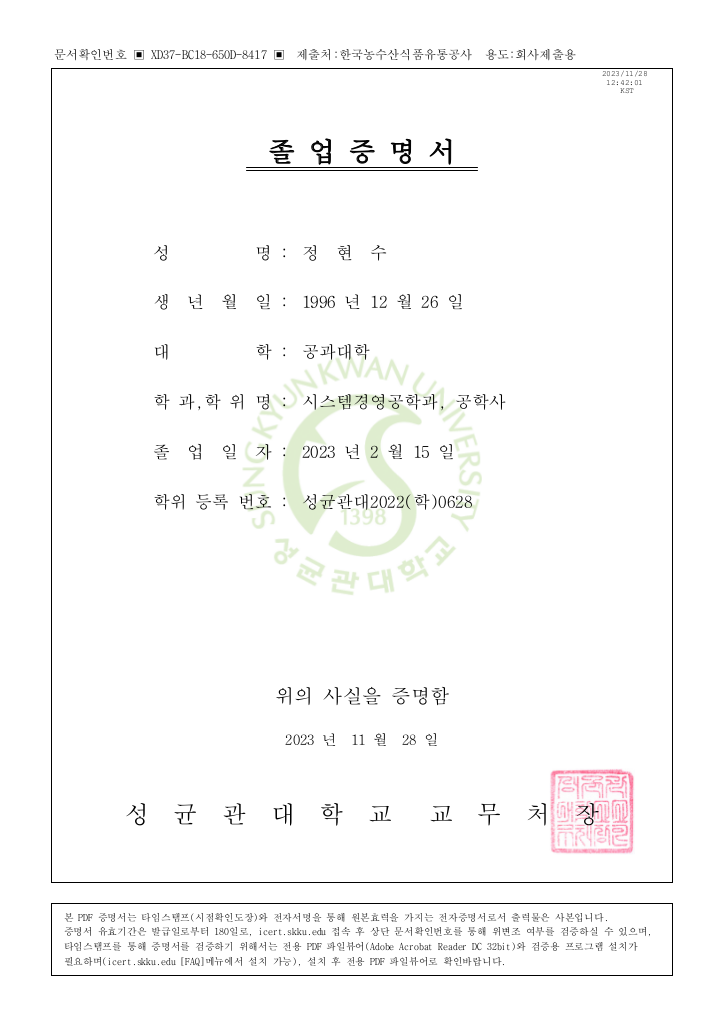 문서확인번호 ▣ XD37-BC18-650D-8417 ▣ 제출처:한국농수산식품유통공사 용도:회사제출용
2023/11/28
12:42:01
KST
졸 업 증 명 서
성 명 : 정 현 수
생 년 월 일 : 1996 년 12 월 26 일
대 학 : 공과대학
학 과,학 위 명 : 시스템경영공학과, 공학사
졸 업 일 자 : 2023 년 2 월 15 일
학위 등록 번호 : 성균관대2022(학)0628
SUNGKYUNKWAN UNIVERSITY
1398
성균관대학교
위의 사실을 증명함
2023 년 11 월 28 일
성 균 관 대 학 교 교 무 처 장
본 PDF 증명서는 타임스탬프(시점확인도장)와 전자서명을 통해 원본효력을 가지는 전자증명서로서 출력물은 사본입니다.
증명서 유효기간은 발급일로부터 180일로, icert.skku.edu 접속 후 상단 문서확인번호를 통해 위변조 여부를 검증하실 수 있으며,
타임스탬프를 통해 증명서를 검증하기 위해서는 전용 PDF 파일뷰어(Adobe Acrobat Reader DC 32bit)와 검증용 프로그램 설치가
필요하며(icert.skku.edu [FAQ]메뉴에서 설치 가능), 설치 후 전용 PDF 파일뷰어로 확인바랍니다.